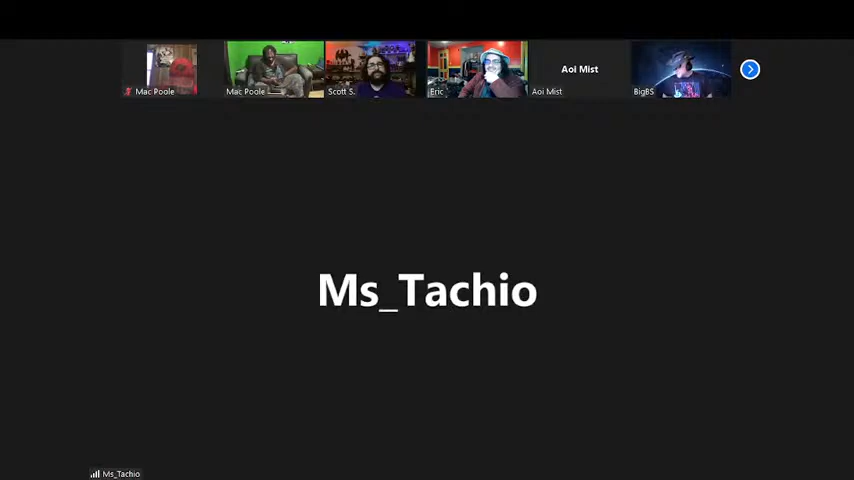 Aoi Mist
Mac Poole
Mac Poole
Scott S.
Eric
Aoi Mist
BigBS
Ms_Tachio
Ms_Tachio